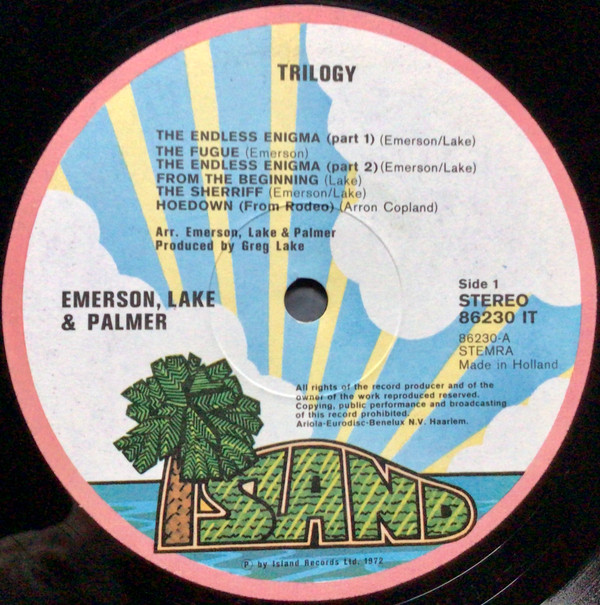 TRILOGY
THE ENDLESS ENIGMA (part 1) (Emerson/Lake)
THE FUGUE (Emerson)
THE ENDLESS ENIGMA (part 2) (Emerson/Lake)
FROM THE BEGINNING (Lake)
THE SHERRIFF (Emerson/Lake)
HOEDOWN (From Rodeo) (Arron Copland)
Arr. Emerson, Lake & Palmer
Produced by Greg Lake
EMERSON, LAKE
& PALMER
Side 1
STEREO
86230 IT
86230-A
STEMRA
Made in Holland
All rights of the record producer and of the
owner of the work reproduced reserved.
Copying, public performance and broadcasting
of this record prohibited.
Ariola-Eurodisc-Benelux N.V. Haarlem.
ISLAND
℗ by Island Records Ltd. 1972